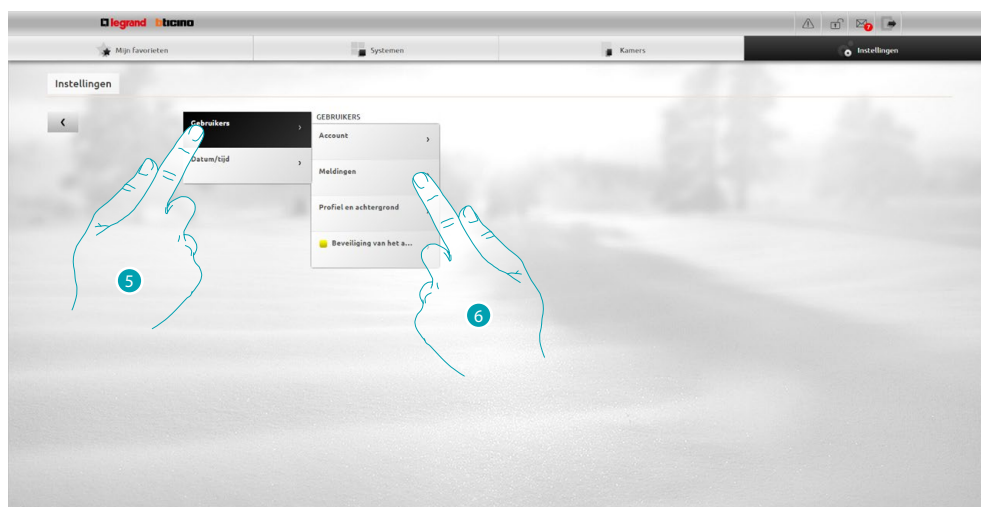 legrand bticino
7
Mijn favorieten
Systemen
Kamers
Instellingen
Instellingen
Gebruikers
Datum/tijd
GEBRUIKERS
Account
Meldingen
Profiel en achtergrond
Beveiliging van het a...
5
6